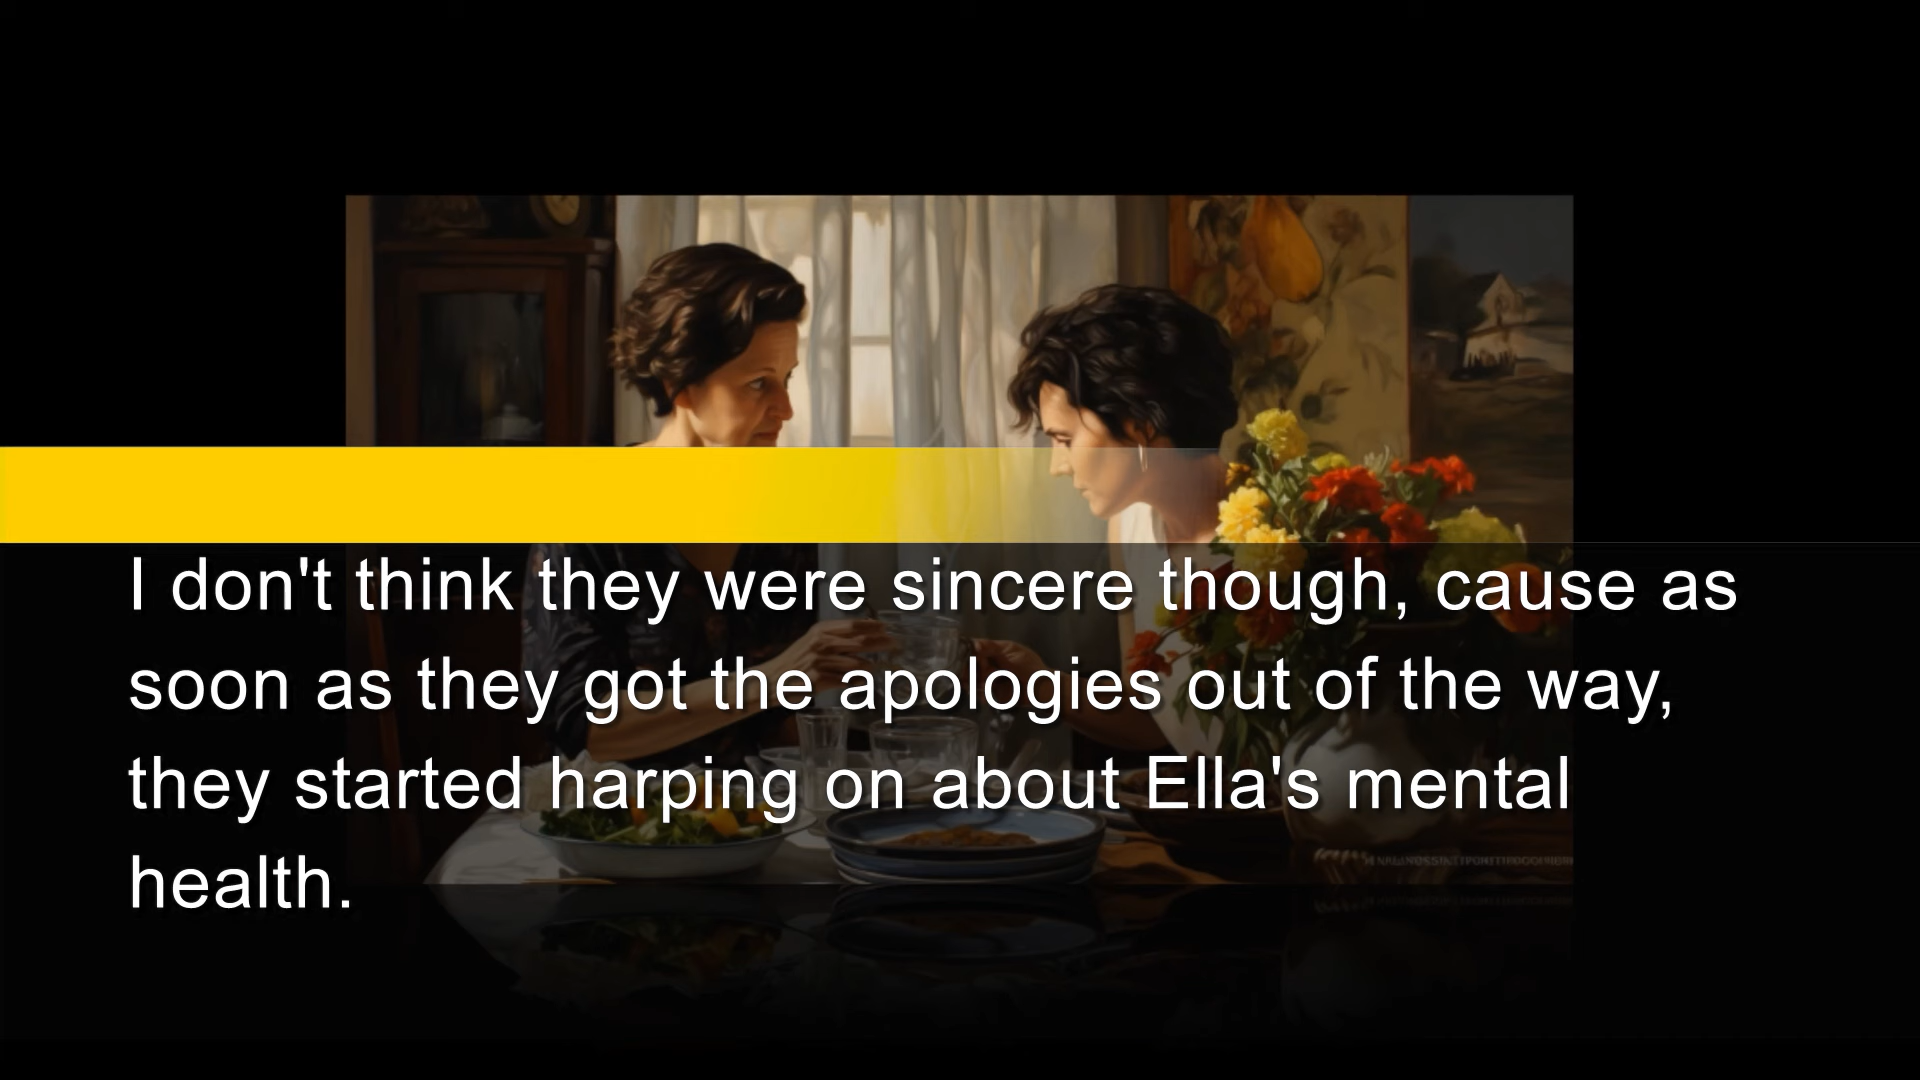 I don't think they were sincere though, cause as
soon as they got the apologies out of the way,
they started harping on about Ella's mental
health.